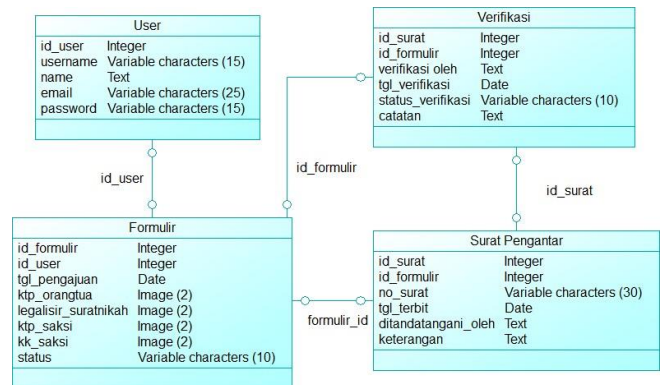 User
id_user Integer
username Variable characters (15)
name Text
email Variable characters (25)
password Variable characters (15)
Verifikasi
id_surat Integer
id_formulir Integer
verifikasi oleh Text
tgl_verifikasi Date
status_verifikasi Variable characters (10)
catatan Text
id_user
id_formulir
id_surat
Formulir
id_formulir Integer
id_user Integer
tgl_pengajuan Date
ktp_orangtua Image (2)
legalisir_suratnikah Image (2)
ktp_saksi Image (2)
kk_saksi Image (2)
status Variable characters (10)
formulir_id
Surat Pengantar
id_surat Integer
id_formulir Integer
no_surat Variable characters (30)
tgl_terbit Date
ditandatangani_oleh Text
keterangan Text